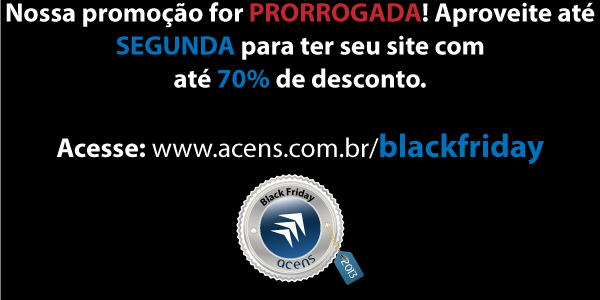 Nossa promoção for PRORROGADA! Aproveite até
SEGUNDA para ter seu site com
até 70% de desconto.
Acesse: www.acens.com.br/blackfriday
Black Friday
acens
2013